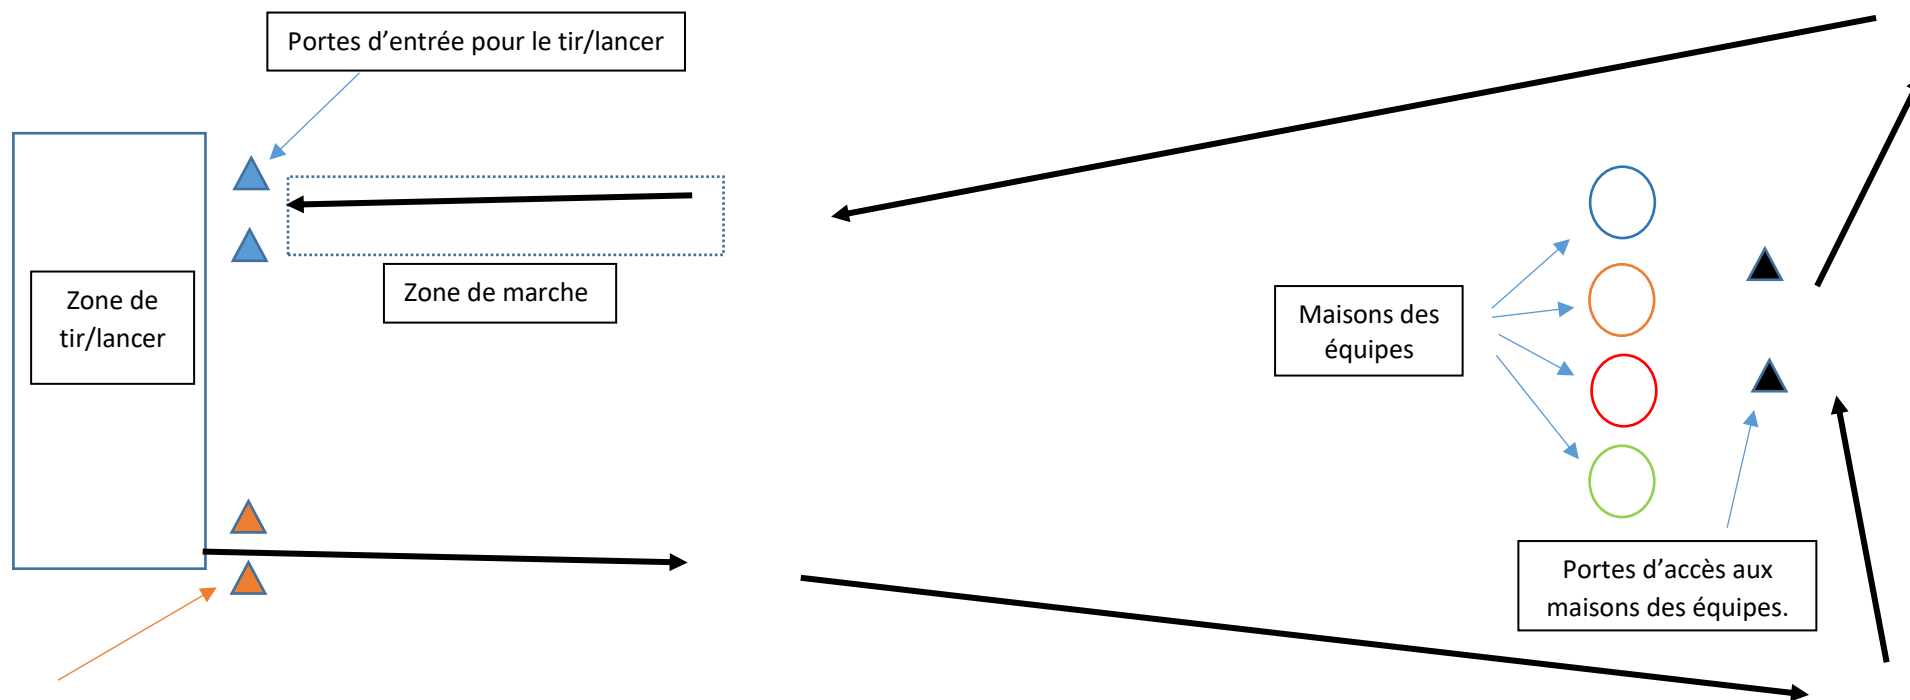 Portes d'entrée pour le tir/lancer
Zone de
tir/lancer
Zone de marche
Maisons des
équipes
Portes d'accès aux
maisons des équipes.